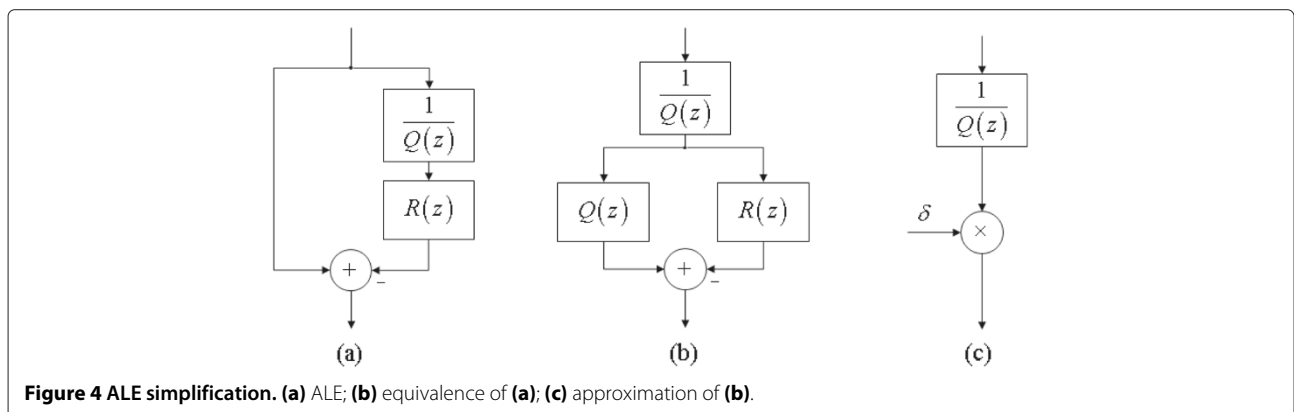 1
Q(z)
R(z)
+
-
(a)
1
Q(z)
Q(z)
R(z)
+
-
(b)
1
Q(z)
δ
×
(c)
Figure 4 ALE simplification. (a) ALE; (b) equivalence of (a); (c) approximation of (b).